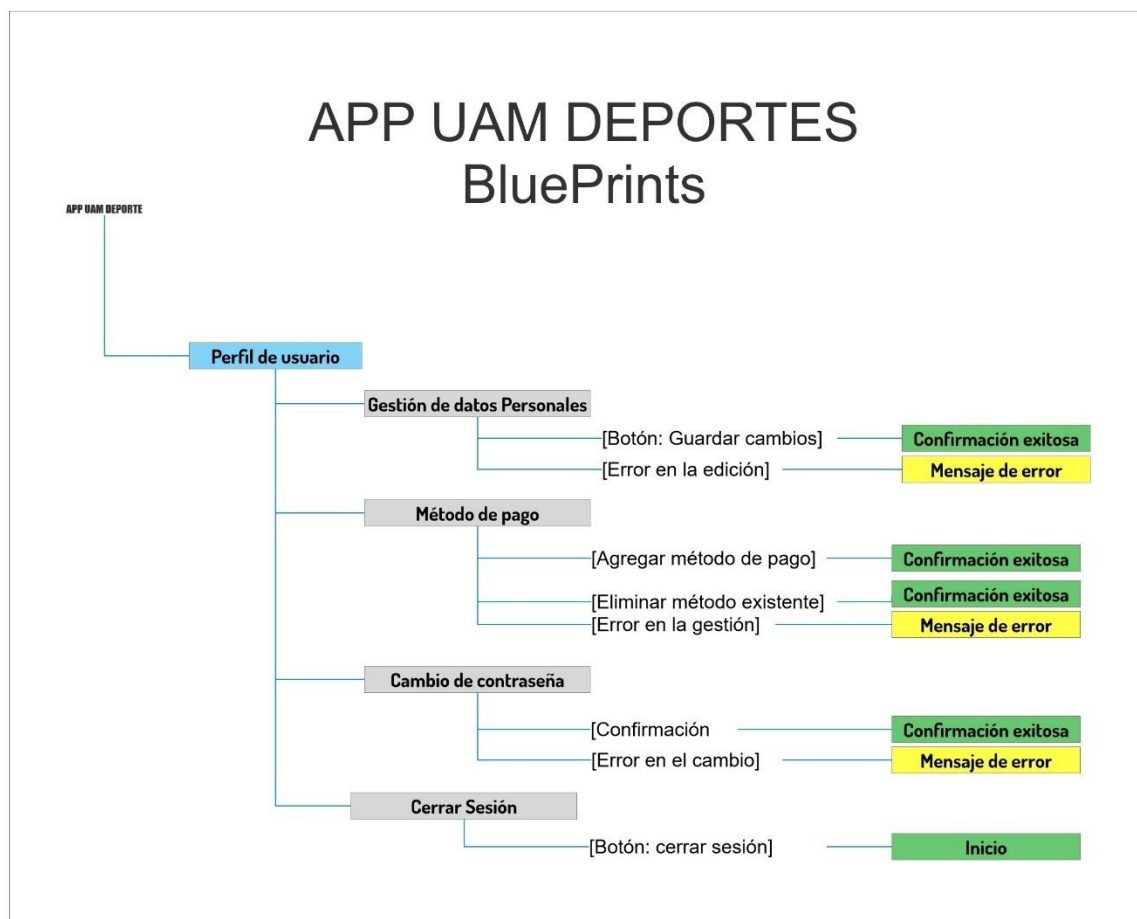 APP UAM DEPORTES
BluePrints
APP UAM DEPORTE
Perfil de usuario
Gestión de datos Personales
[Botón: Guardar cambios]
Confirmación exitosa
[Error en la edición]
Mensaje de error
Método de pago
[Agregar método de pago]
Confirmación exitosa
[Eliminar método existente]
Confirmación exitosa
[Error en la gestión]
Mensaje de error
Cambio de contraseña
[Confirmación
Confirmación exitosa
[Error en el cambio]
Mensaje de error
Cerrar Sesión
[Botón: cerrar sesión]
Inicio